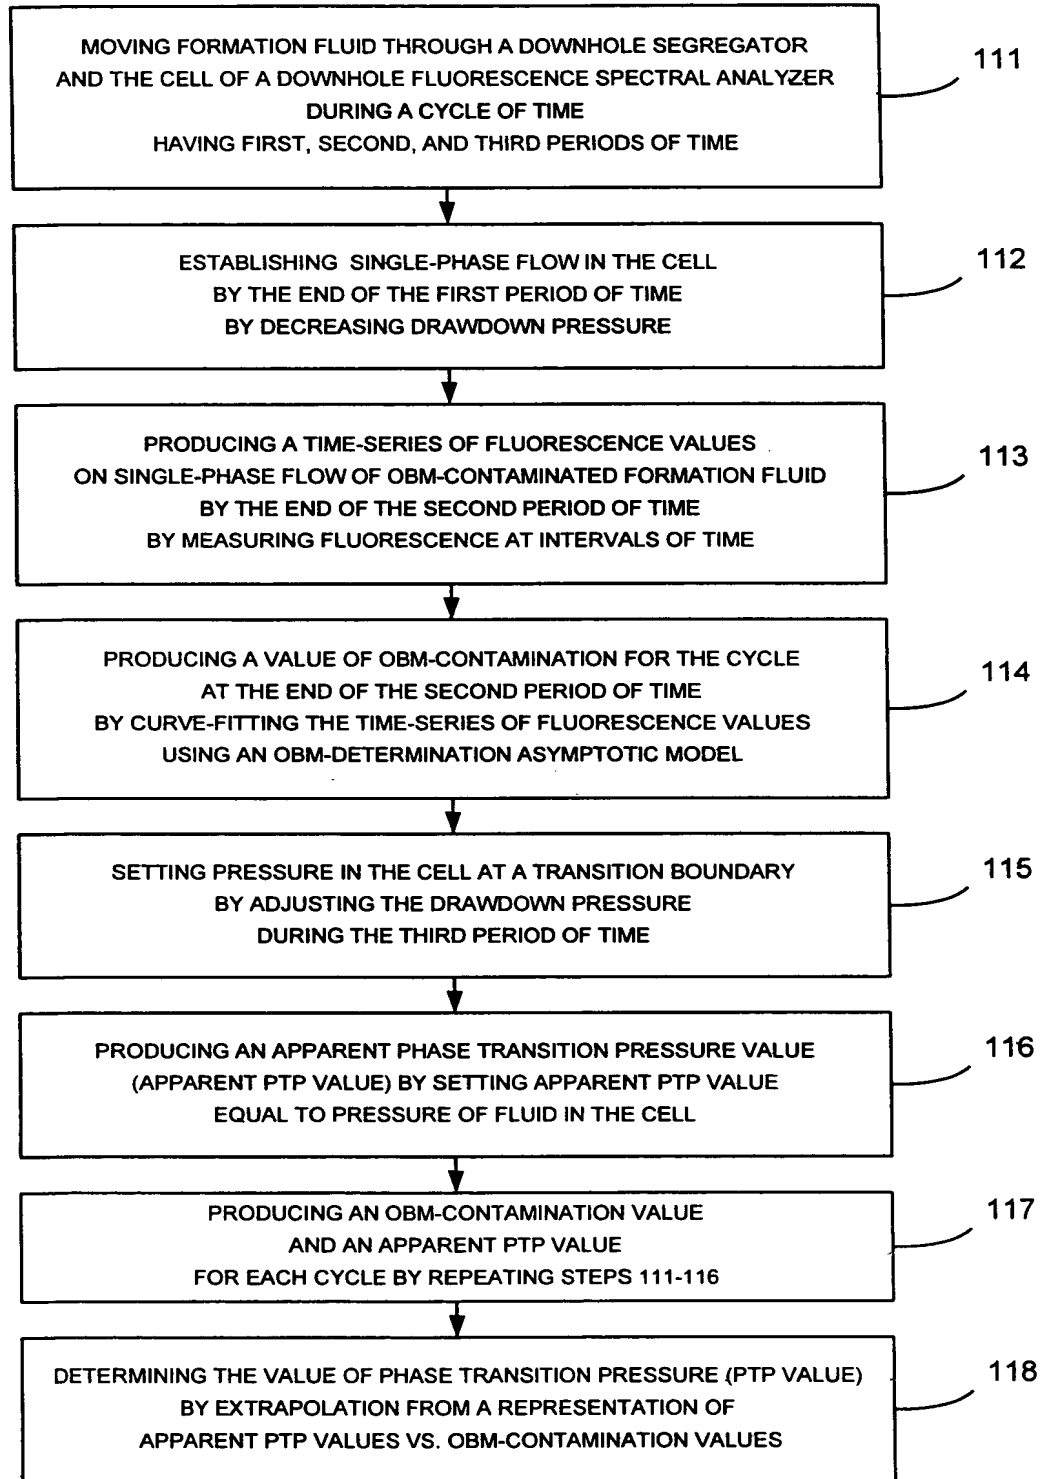 MOVING FORMATION FLUID THROUGH A DOWNHOLE SEGREGATOR
AND THE CELL OF A DOWNHOLE FLUORESCENCE SPECTRAL ANALYZER
DURING A CYCLE OF TIME
HAVING FIRST, SECOND, AND THIRD PERIODS OF TIME
111
ESTABLISHING SINGLE-PHASE FLOW IN THE CELL
BY THE END OF THE FIRST PERIOD OF TIME
BY DECREASING DRAWDOWN PRESSURE
112
PRODUCING A TIME-SERIES OF FLUORESCENCE VALUES
ON SINGLE-PHASE FLOW OF OBM-CONTAMINATED FORMATION FLUID
BY THE END OF THE SECOND PERIOD OF TIME
BY MEASURING FLUORESCENCE AT INTERVALS OF TIME
113
PRODUCING A VALUE OF OBM-CONTAMINATION FOR THE CYCLE
AT THE END OF THE SECOND PERIOD OF TIME
BY CURVE-FITTING THE TIME-SERIES OF FLUORESCENCE VALUES
USING AN OBM-DETERMINATION ASYMPTOTIC MODEL
114
SETTING PRESSURE IN THE CELL AT A TRANSITION BOUNDARY
BY ADJUSTING THE DRAWDOWN PRESSURE
DURING THE THIRD PERIOD OF TIME
115
PRODUCING AN APPARENT PHASE TRANSITION PRESSURE VALUE
(APPARENT PTP VALUE) BY SETTING APPARENT PTP VALUE
EQUAL TO PRESSURE OF FLUID IN THE CELL
116
PRODUCING AN OBM-CONTAMINATION VALUE
AND AN APPARENT PTP VALUE
FOR EACH CYCLE BY REPEATING STEPS 111-116
117
DETERMINING THE VALUE OF PHASE TRANSITION PRESSURE (PTP VALUE)
BY EXTRAPOLATION FROM A REPRESENTATION OF
APPARENT PTP VALUES VS. OBM-CONTAMINATION VALUES
118